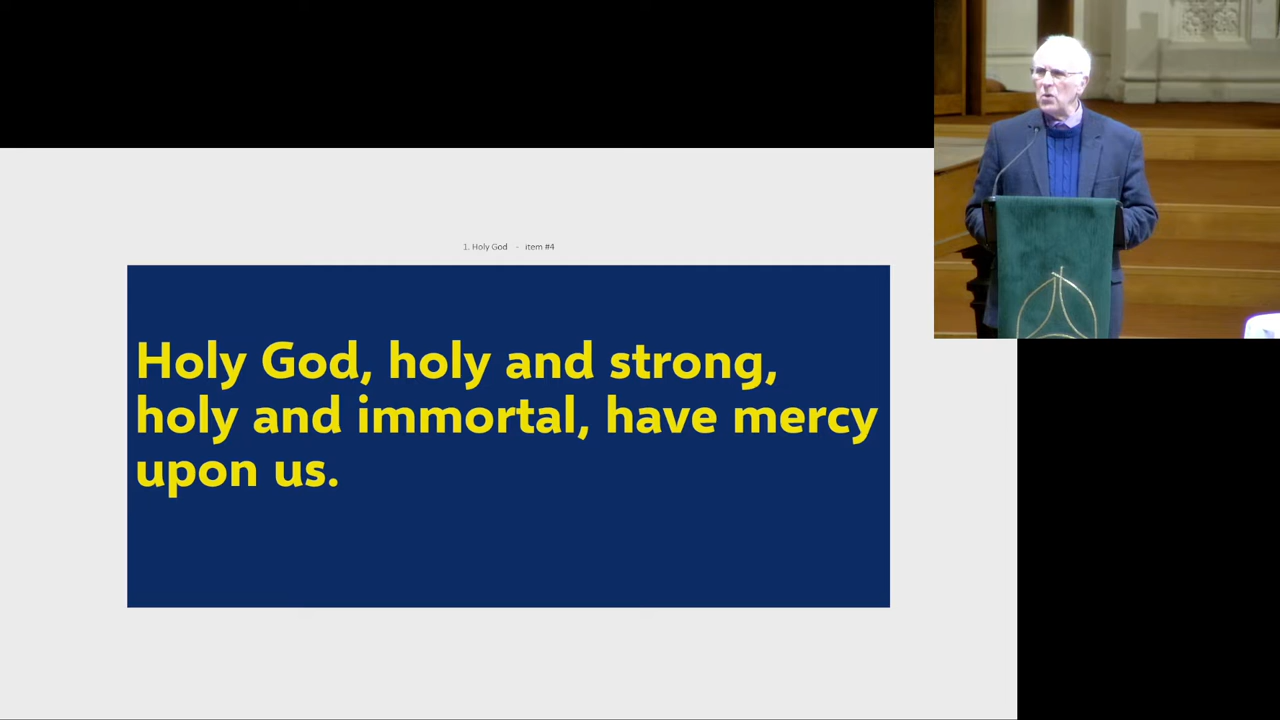 1. Holy God - item #4
Holy God, holy and strong,
holy and immortal, have mercy
upon us.